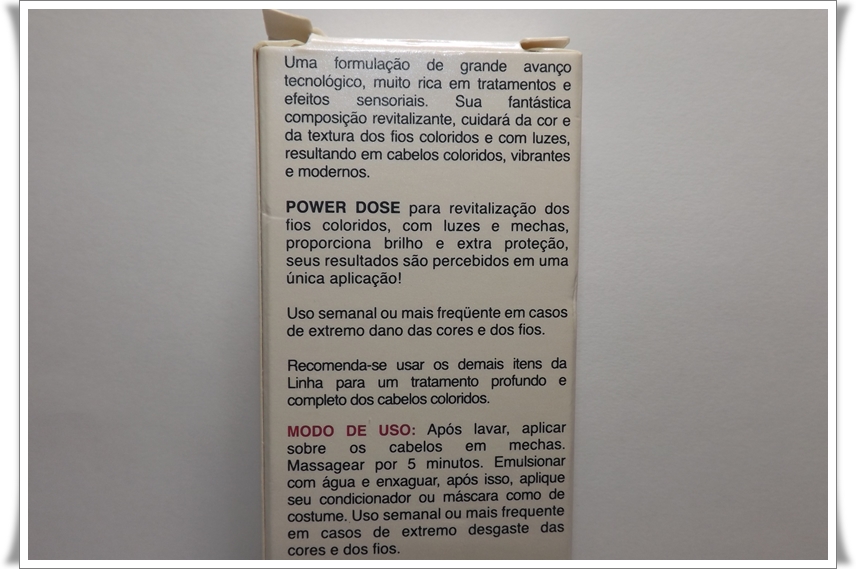 Uma formulação de grande avanço
tecnológico, muito rica em tratamentos e
efeitos sensoriais. Sua fantástica
composição revitalizante, cuidará da cor e
da textura dos fios coloridos e com luzes,
resultando em cabelos coloridos, vibrantes
e modernos.
POWER DOSE para revitalização dos
fios coloridos, com luzes e mechas,
proporciona brilho e extra proteção,
seus resultados são percebidos em uma
única aplicação!
Uso semanal ou mais freqüente em casos
de extremo dano das cores e dos fios.
Recomenda-se usar os demais itens da
Linha para um tratamento profundo e
completo dos cabelos coloridos.
MODO DE USO: Após lavar, aplicar
sobre os cabelos em mechas.
Massagear por 5 minutos. Emulsionar
com água e enxaguar, após isso, aplique
seu condicionador ou máscara como de
costume. Uso semanal ou mais frequente
em casos de extremo desgaste das
cores e dos fios.